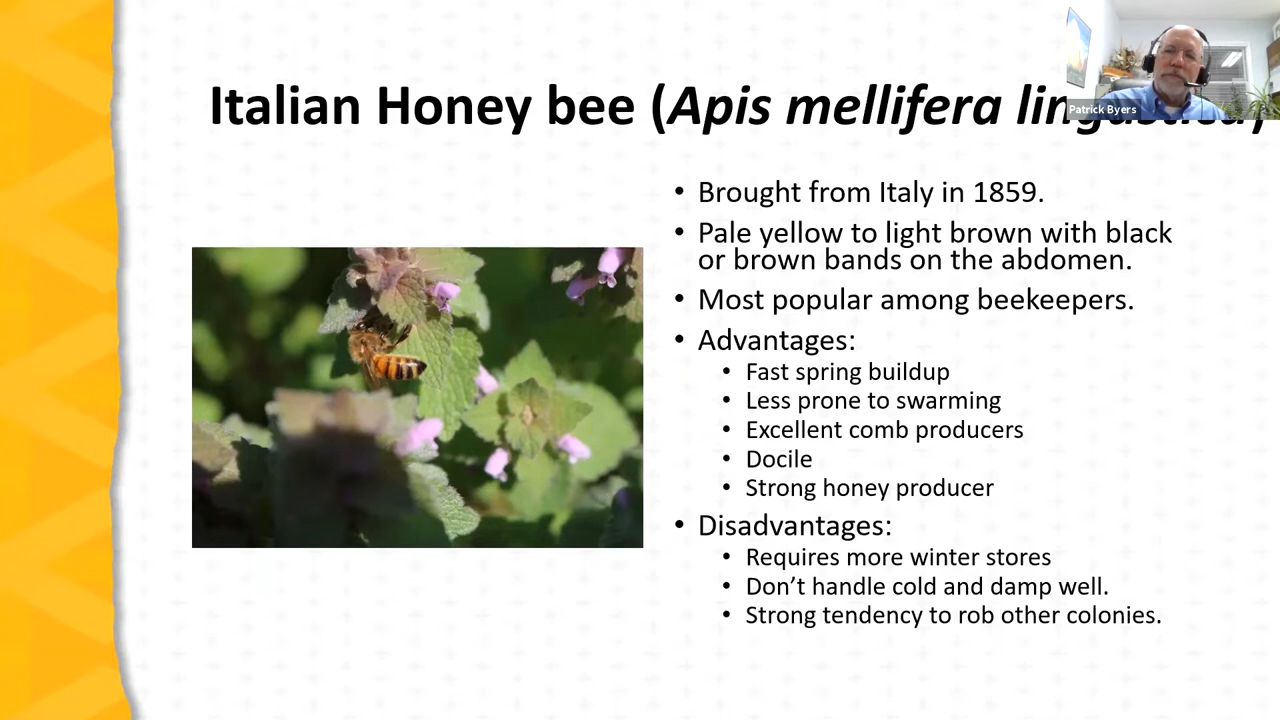 Italian Honey bee (Apis mellifera
Patrick Byers
• Brought from Italy in 1859.
• Pale yellow to light brown with black
or brown bands on the abdomen.
• Most popular among beekeepers.
• Advantages:
• Fast spring buildup
• Less prone to swarming
• Excellent comb producers
• Docile
• Strong honey producer
• Disadvantages:
• Requires more winter stores
• Don’t handle cold and damp well.
• Strong tendency to rob other colonies.